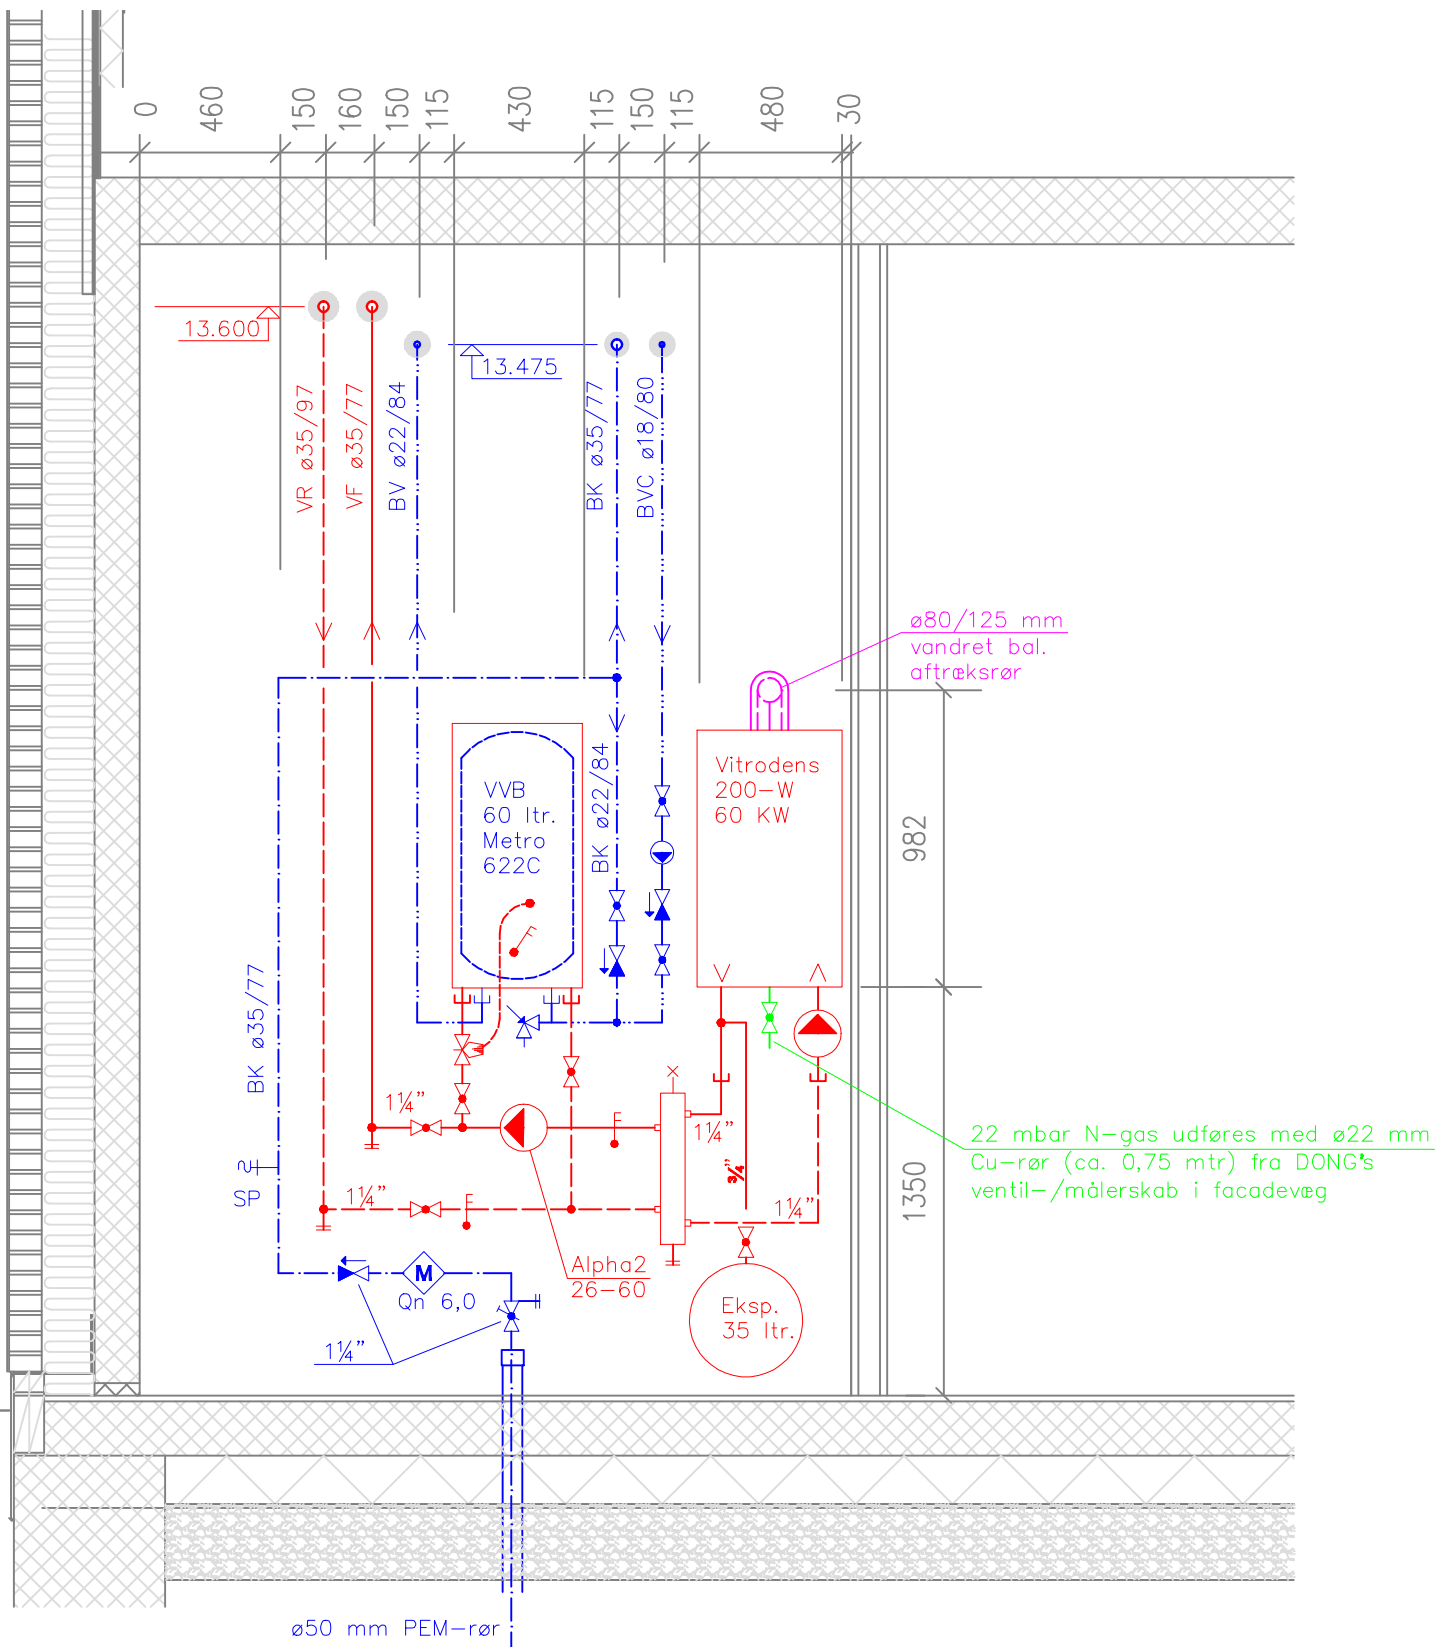 0
460
150
160
150
115
430
115
150
115
480
30
13.600
13.475
VR ø35/97
VF ø35/77
BV ø22/84
BK ø35/77
BVC ø18/80
ø80/125 mm
vandret bal.
aftræksrør
VVB
60 ltr.
Metro
622C
BK ø22/84
Vitrodens
200-W
60 KW
982
BK ø35/77
1¼"
1¼"
¾"
22 mbar N-gas udføres med ø22 mm
Cu-rør (ca. 0,75 mtr) fra DONG's
ventil-/målerskab i facadevæg
1350
SP
1¼"
1¼"
M
Qn 6,0
Alpha2
26-60
Eksp.
35 ltr.
1¼"
ø50 mm PEM-rør